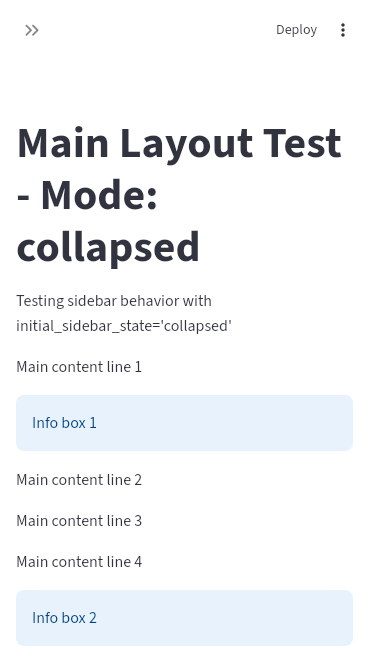 Deploy
Main Layout Test
- Mode:
collapsed
Testing sidebar behavior with
initial_sidebar_state='collapsed'
Main content line 1
Info box 1
Main content line 2
Main content line 3
Main content line 4
Info box 2